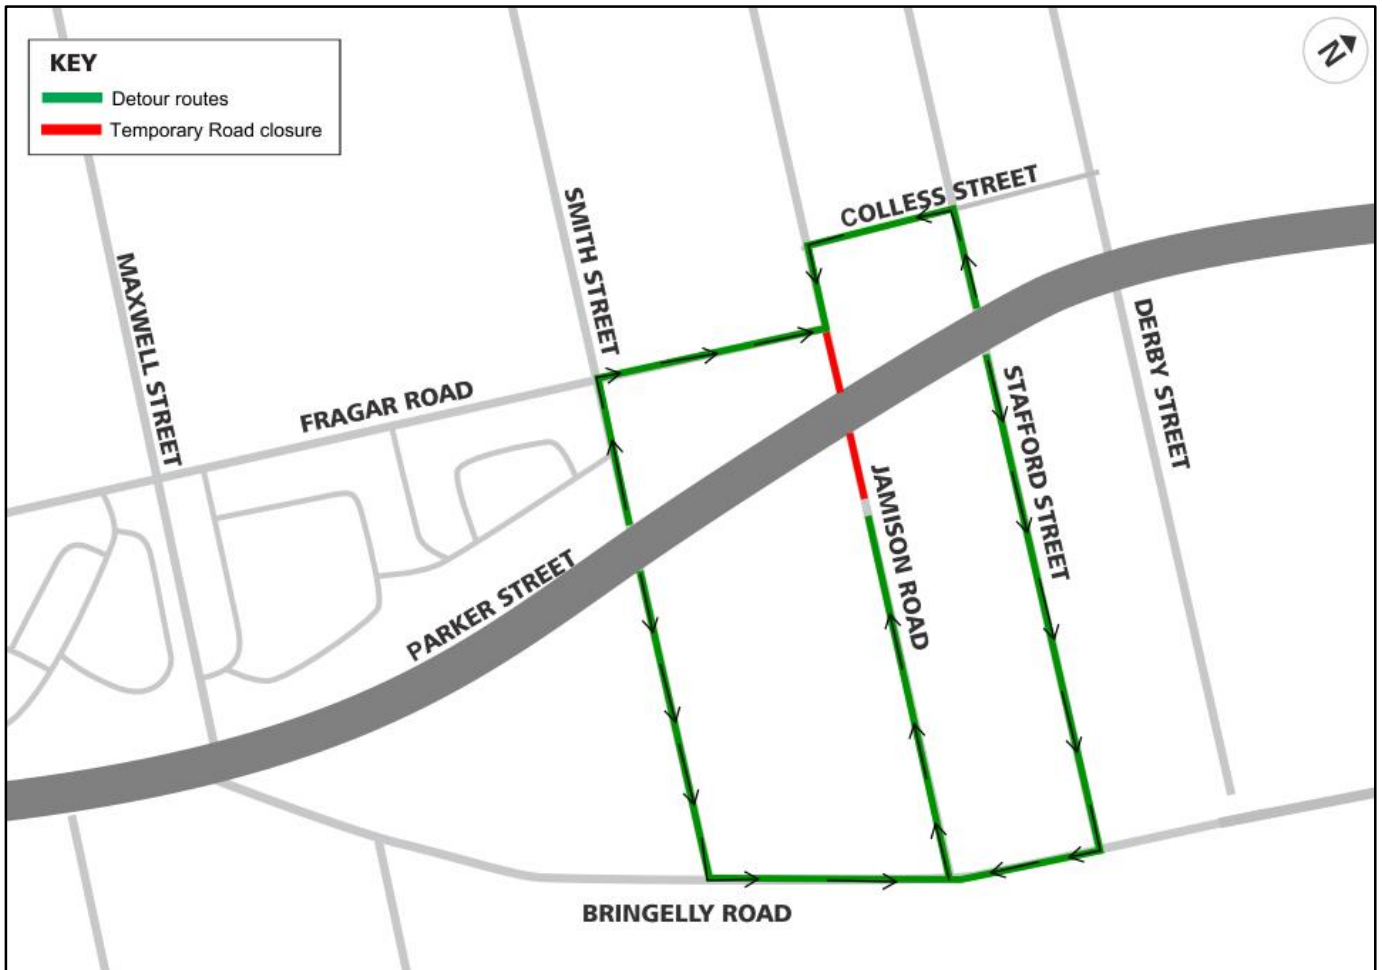 KEY
Detour routes
Temporary Road closure
N
COLLESS STREET
SMITH STREET
MAXWELL STREET
DERBY STREET
FRAGAR ROAD
STAFFORD STREET
JAMISON ROAD
PARKER STREET
BRINGELLY ROAD